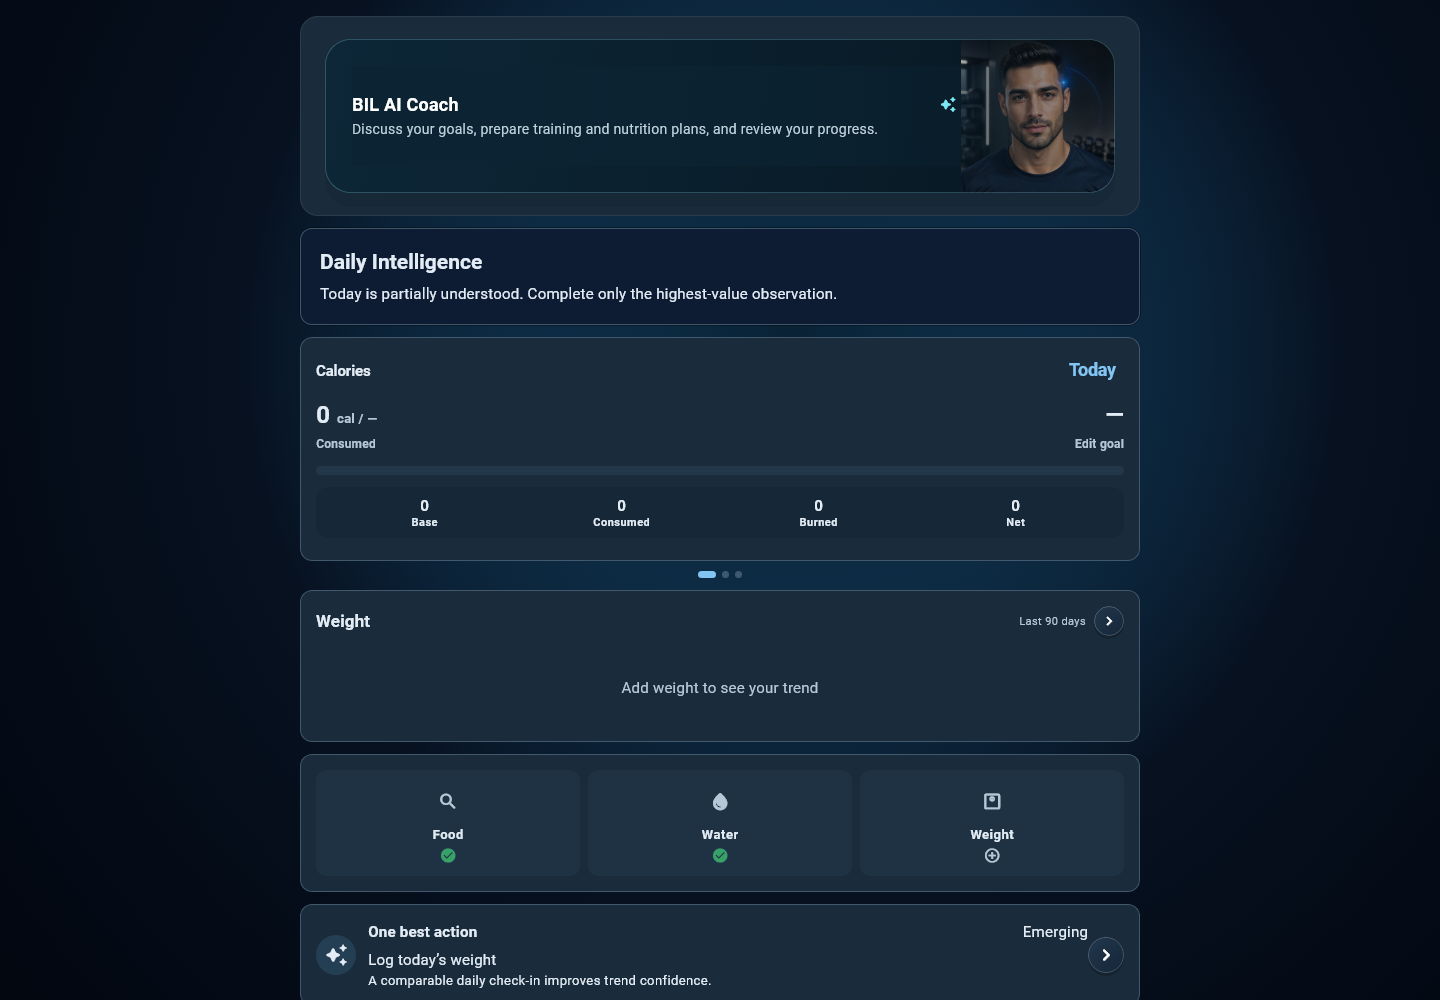 BIL AI Coach
Discuss your goals, prepare training and nutrition plans, and review your progress.
Daily Intelligence
Today is partially understood. Complete only the highest-value observation.
Calories
Today
0 cal / —
—
Consumed
Edit goal
0
0
0
0
Base
Consumed
Burned
Net
Weight
Last 90 days
Add weight to see your trend
Food
Water
Weight
One best action
Emerging
Log today’s weight
A comparable daily check-in improves trend confidence.